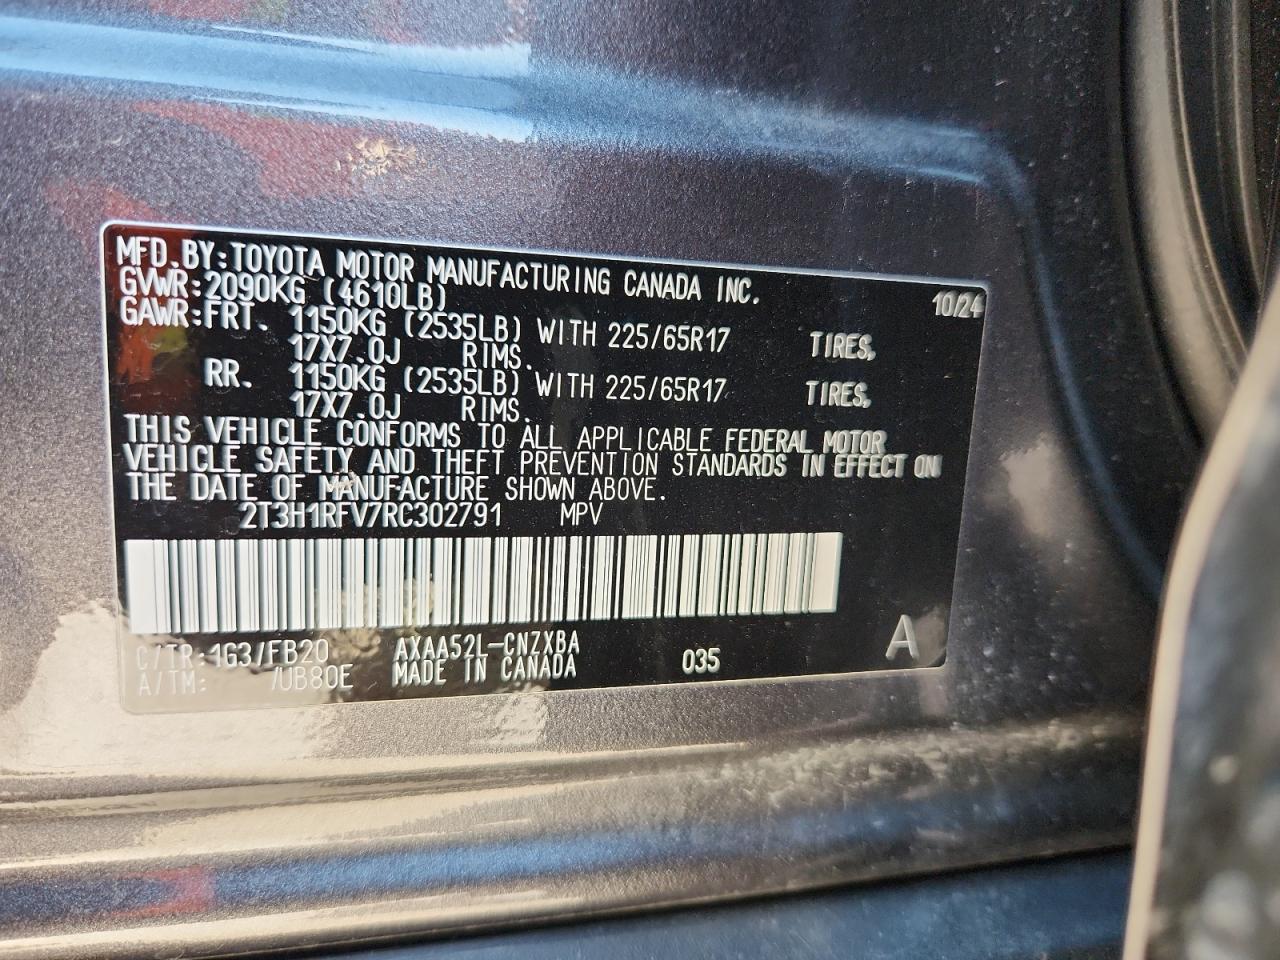 MFD.BY:TOYOTA MOTOR MANUFACTURING CANADA INC.
GVWR:2090KG (4610LB) 10/24
GAWR:FRT. 1150KG (2535LB) WITH 225/65R17 TIRES,
17X7.0J RIMS.
RR. 1150KG (2535LB) WITH 225/65R17 TIRES,
17X7.0J RIMS.
THIS VEHICLE CONFORMS TO ALL APPLICABLE FEDERAL MOTOR
VEHICLE SAFETY AND THEFT PREVENTION STANDARDS IN EFFECT ON
THE DATE OF MANUFACTURE SHOWN ABOVE.
2T3H1RFV7RC302791 MPV
C/TR:1G3/FB20 AXAA52L-CNZXBA
A/TM: /UB80E MADE IN CANADA 035 A